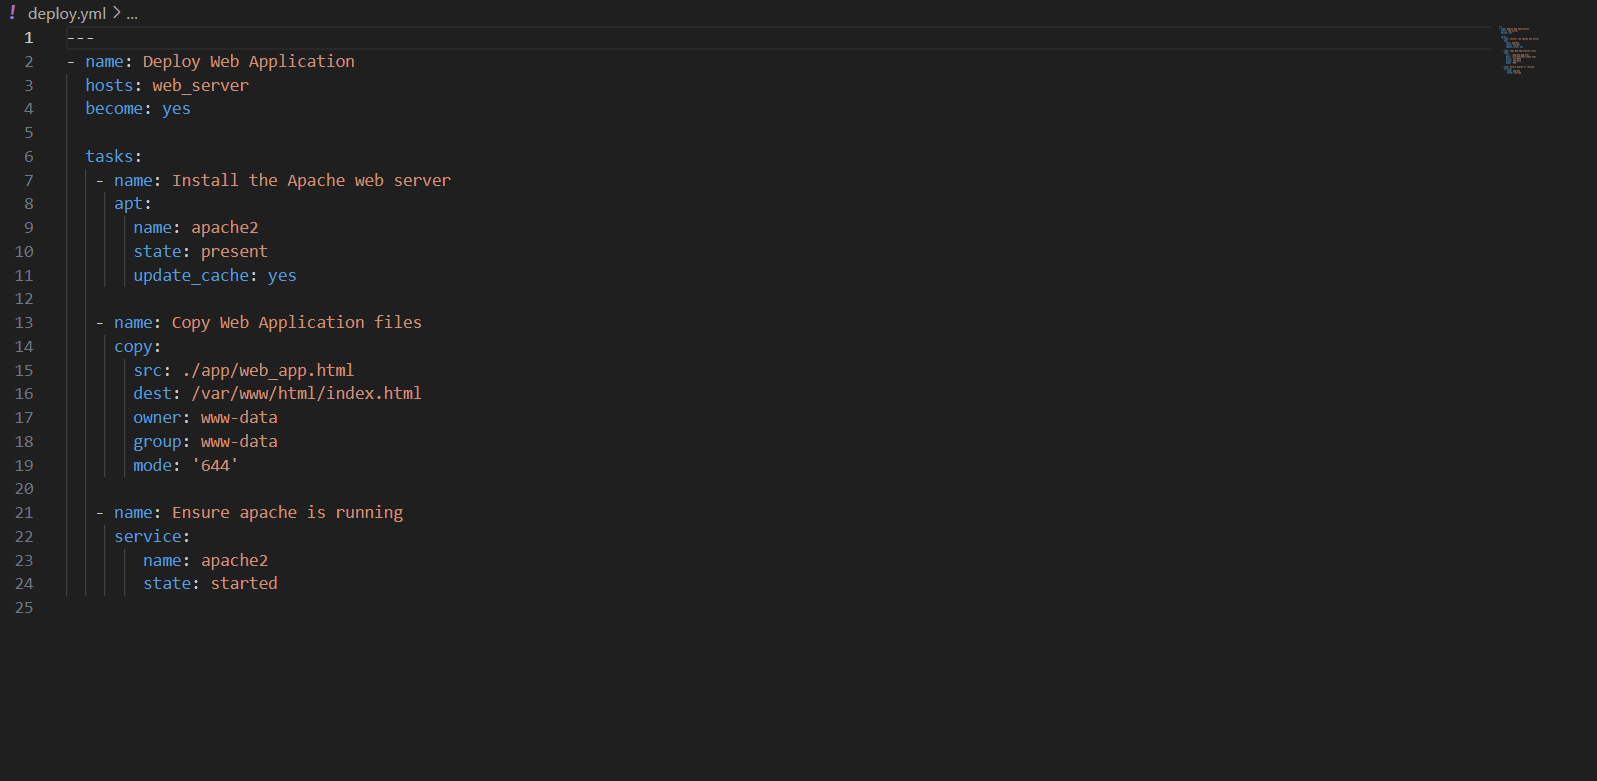 ! deploy.yml > ...
1 ---
2 - name: Deploy Web Application
3   hosts: web_server
4   become: yes
5
6   tasks:
7    - name: Install the Apache web server
8      apt:
9        name: apache2
10        state: present
11        update_cache: yes
12
13    - name: Copy Web Application files
14      copy:
15        src: ./app/web_app.html
16        dest: /var/www/html/index.html
17        owner: www-data
18        group: www-data
19        mode: '644'
20
21    - name: Ensure apache is running
22      service:
23         name: apache2
24         state: started
25